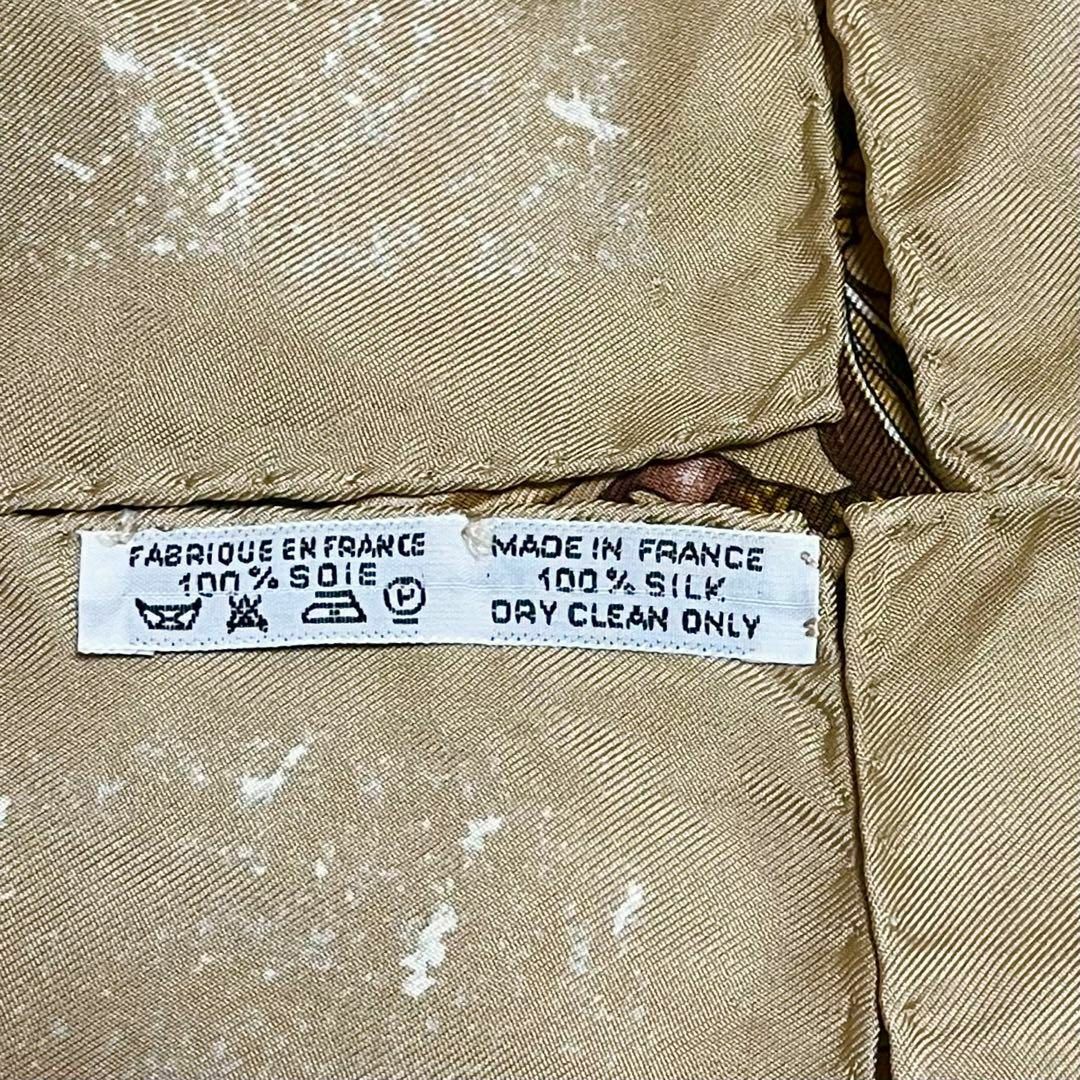 FABRIQUE EN FRANCE
100% SOIE
P
MADE IN FRANCE
100% SILK
DRY CLEAN ONLY